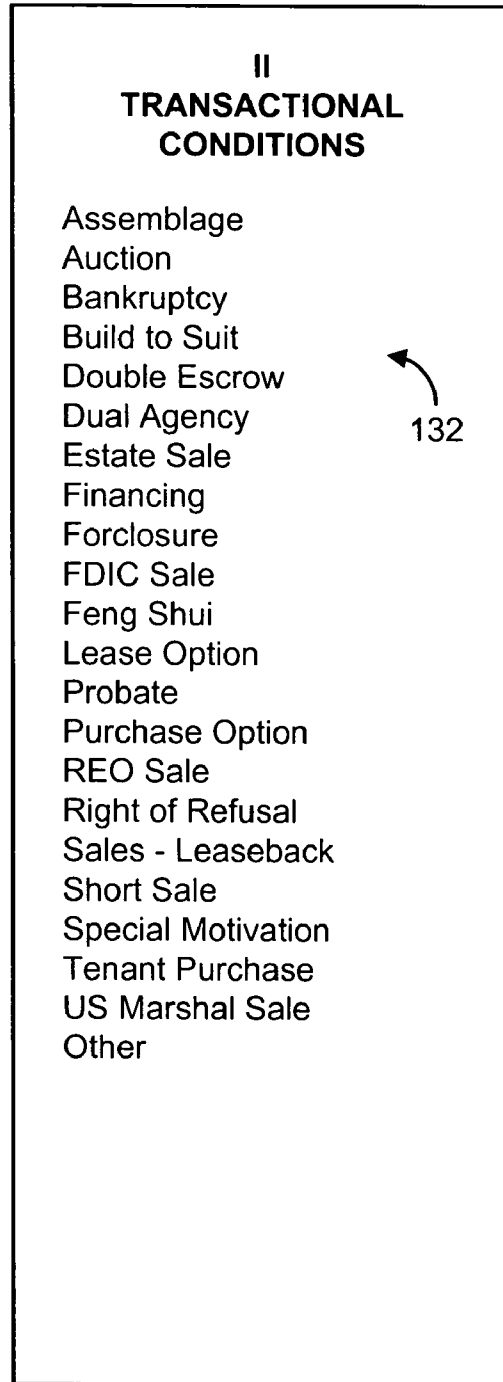 II
TRANSACTIONAL
CONDITIONS
Assemblage
Auction
Bankruptcy
Build to Suit
Double Escrow
Dual Agency
132
Estate Sale
Financing
Forclosure
FDIC Sale
Feng Shui
Lease Option
Probate
Purchase Option
REO Sale
Right of Refusal
Sales - Leaseback
Short Sale
Special Motivation
Tenant Purchase
US Marshal Sale
Other